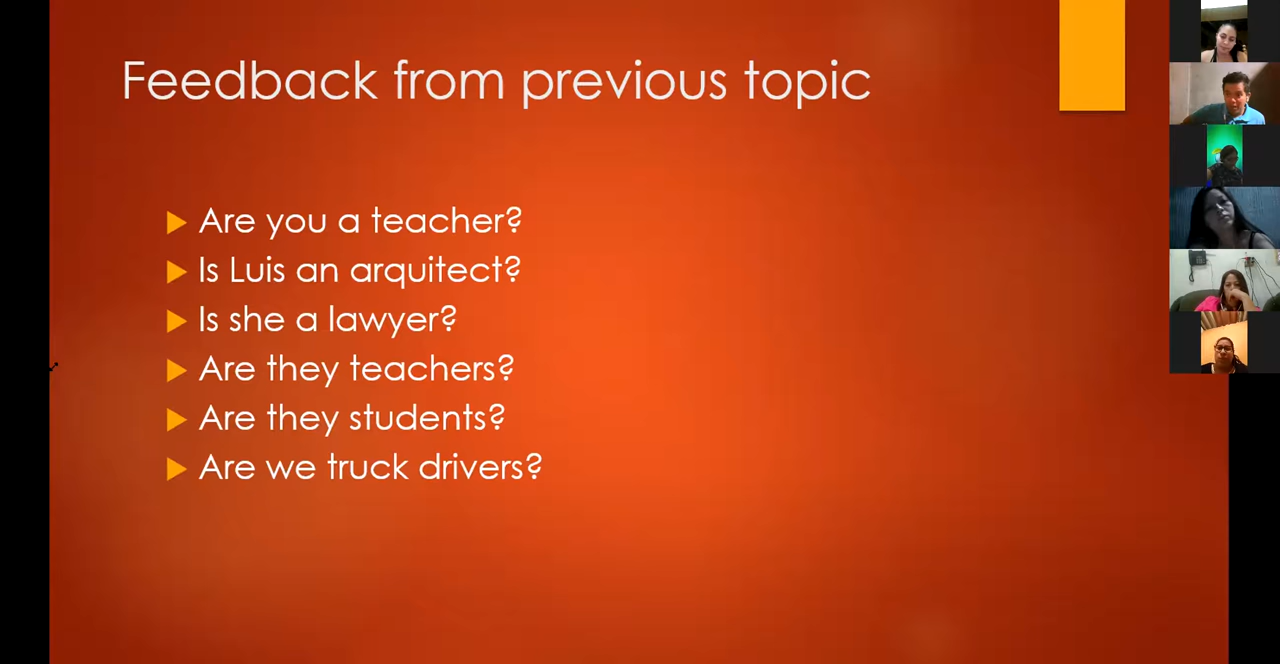 Feedback from previous topic
Are you a teacher?
Is Luis an arquitect?
Is she a lawyer?
Are they teachers?
Are they students?
Are we truck drivers?